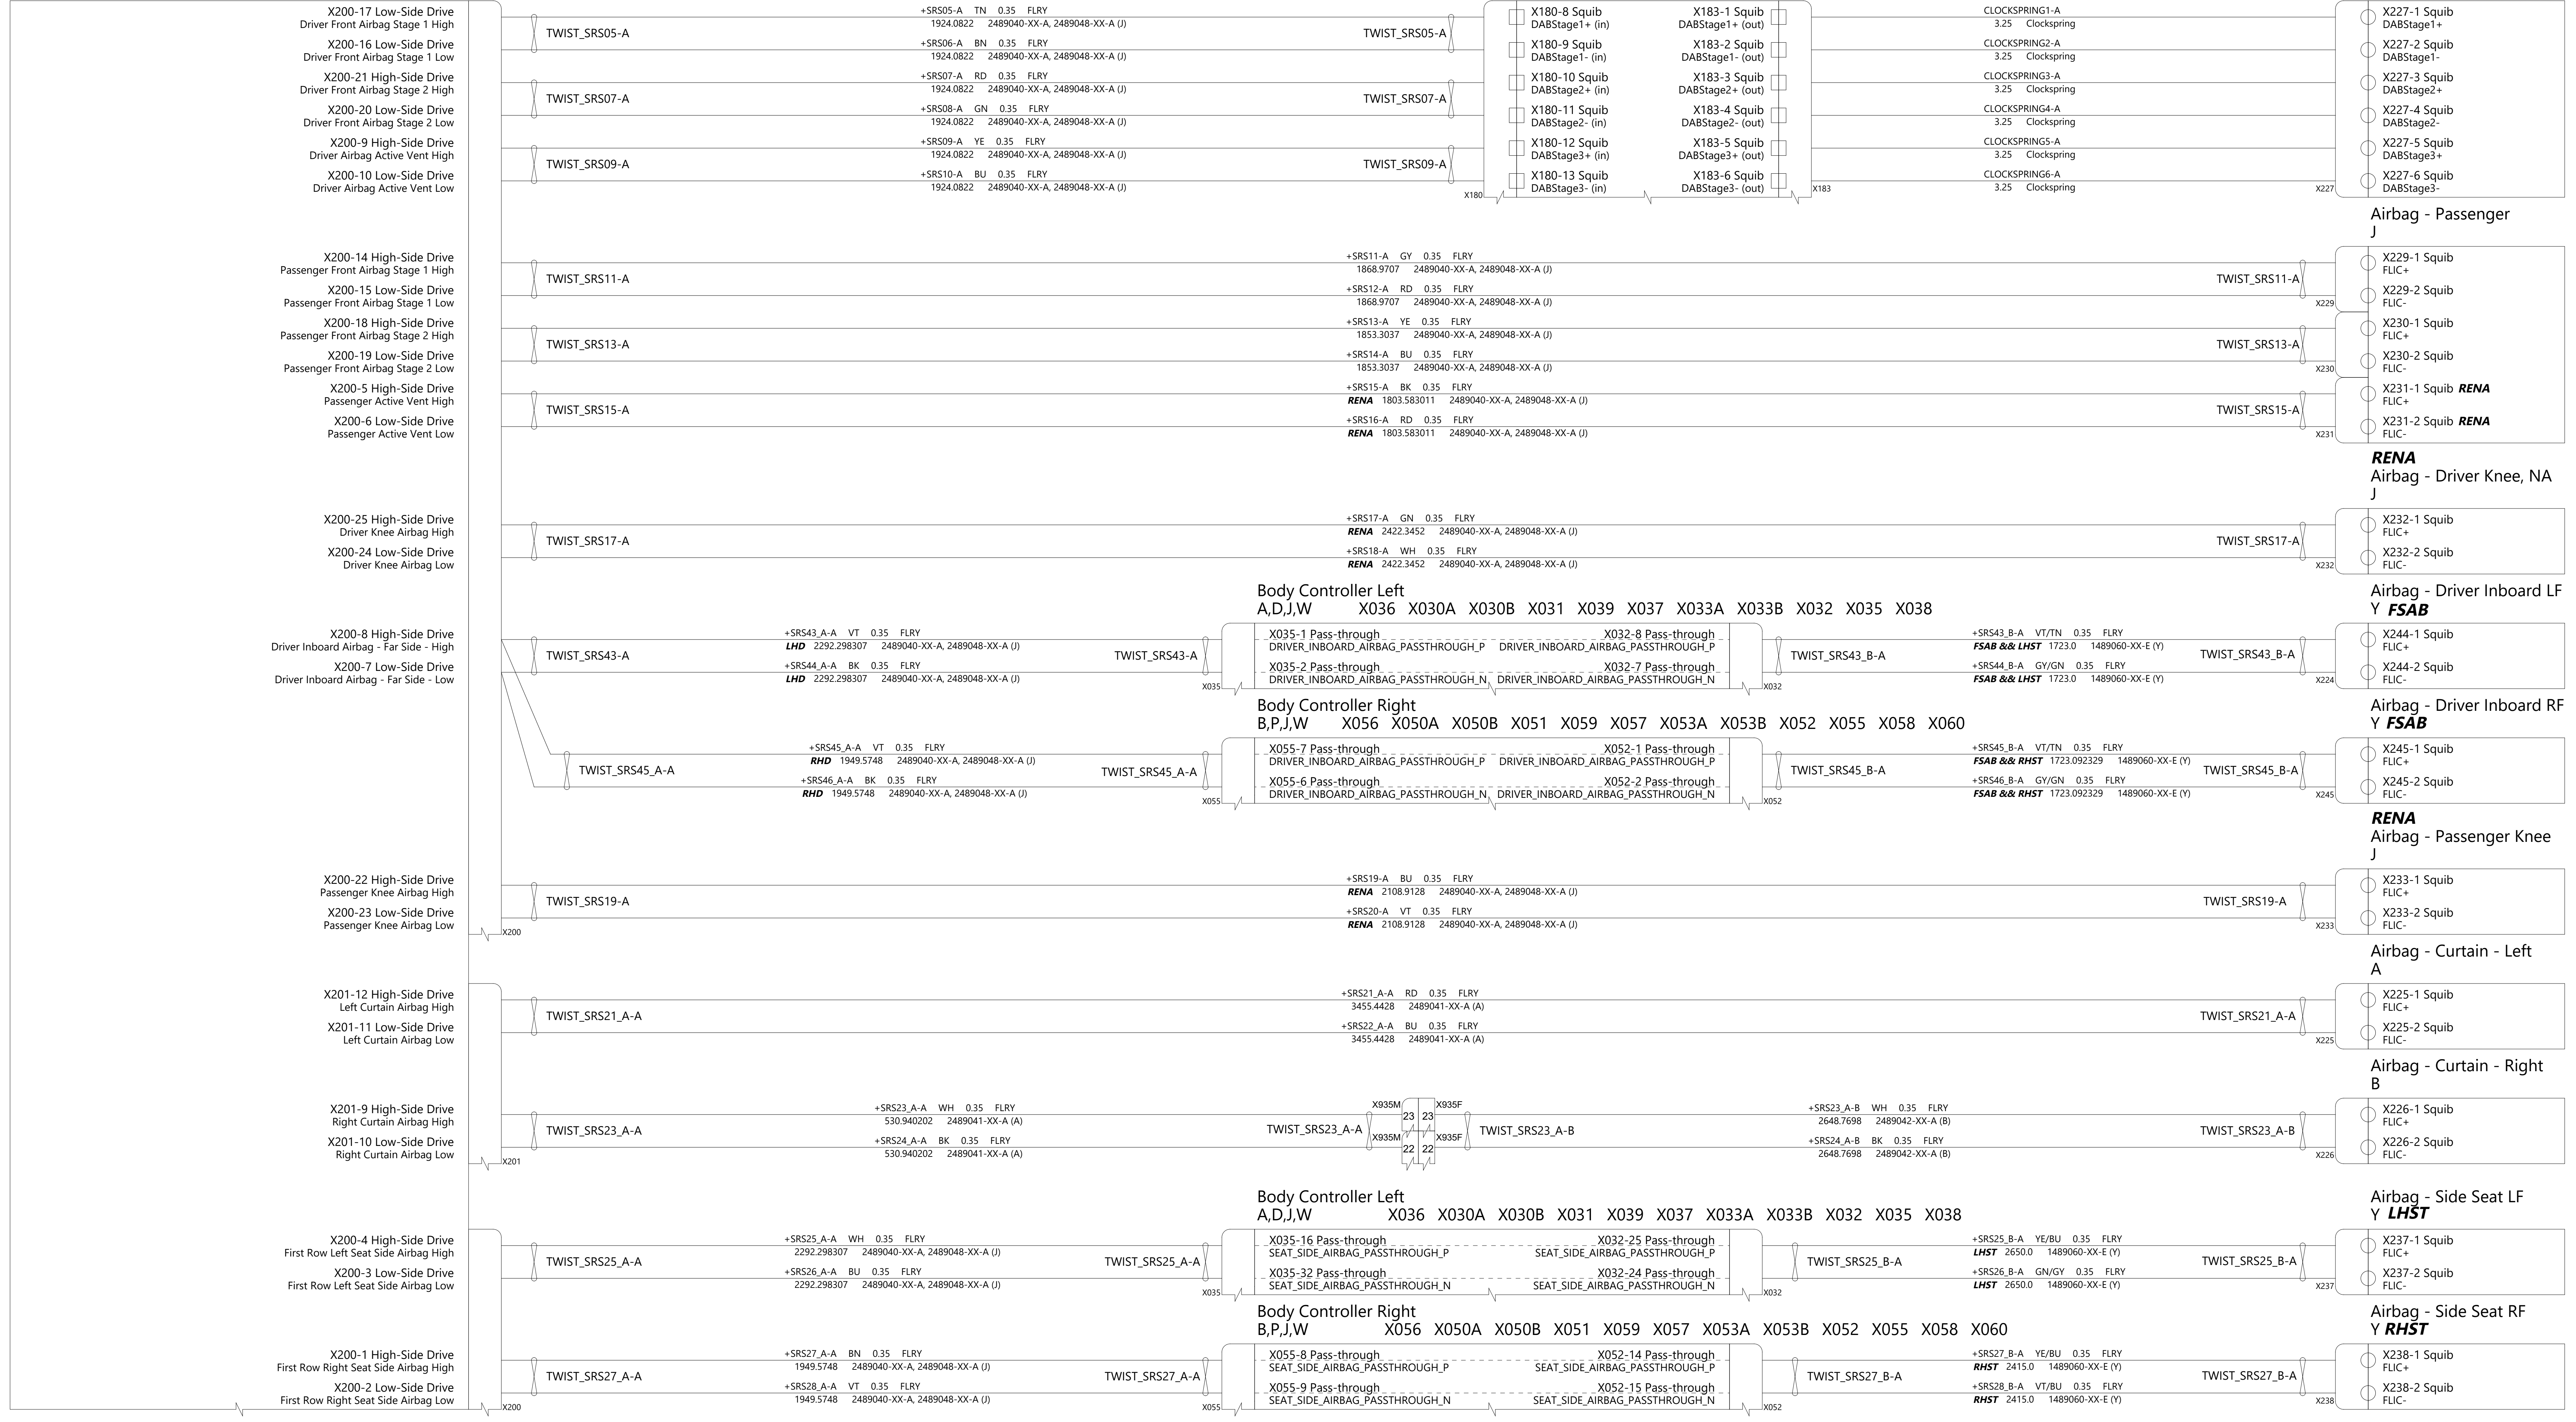 X200-17 Low-Side Drive
Driver Front Airbag Stage 1 High
X200-16 Low-Side Drive
Driver Front Airbag Stage 1 Low
TWIST_SRS05-A
+SRS05-A TN 0.35 FLRY
1924.0822 2489040-XX-A, 2489048-XX-A (J)
+SRS06-A BN 0.35 FLRY
1924.0822 2489040-XX-A, 2489048-XX-A (J)
TWIST_SRS05-A
X180-8 Squib
DABStage1+ (in)
X183-1 Squib
DABStage1+ (out)
X180-9 Squib
DABStage1- (in)
X183-2 Squib
DABStage1- (out)
CLOCKSPRING1-A
3.25 Clockspring
CLOCKSPRING2-A
3.25 Clockspring
X227-1 Squib
DABStage1+
X227-2 Squib
DABStage1-
X200-21 High-Side Drive
Driver Front Airbag Stage 2 High
X200-20 Low-Side Drive
Driver Front Airbag Stage 2 Low
TWIST_SRS07-A
+SRS07-A RD 0.35 FLRY
1924.0822 2489040-XX-A, 2489048-XX-A (J)
+SRS08-A GN 0.35 FLRY
1924.0822 2489040-XX-A, 2489048-XX-A (J)
TWIST_SRS07-A
X180-10 Squib
DABStage2+ (in)
X183-3 Squib
DABStage2+ (out)
X180-11 Squib
DABStage2- (in)
X183-4 Squib
DABStage2- (out)
CLOCKSPRING3-A
3.25 Clockspring
CLOCKSPRING4-A
3.25 Clockspring
X227-3 Squib
DABStage2+
X227-4 Squib
DABStage2-
X200-9 High-Side Drive
Driver Airbag Active Vent High
X200-10 Low-Side Drive
Driver Airbag Active Vent Low
TWIST_SRS09-A
+SRS09-A YE 0.35 FLRY
1924.0822 2489040-XX-A, 2489048-XX-A (J)
+SRS10-A BU 0.35 FLRY
1924.0822 2489040-XX-A, 2489048-XX-A (J)
TWIST_SRS09-A
X180
X180-12 Squib
DABStage3+ (in)
X183-5 Squib
DABStage3+ (out)
X180-13 Squib
DABStage3- (in)
X183-6 Squib
DABStage3- (out)
X183
CLOCKSPRING5-A
3.25 Clockspring
CLOCKSPRING6-A
3.25 Clockspring
X227
X227-5 Squib
DABStage3+
X227-6 Squib
DABStage3-
Airbag - Passenger
J
X200-14 High-Side Drive
Passenger Front Airbag Stage 1 High
X200-15 Low-Side Drive
Passenger Front Airbag Stage 1 Low
TWIST_SRS11-A
+SRS11-A GY 0.35 FLRY
1868.9707 2489040-XX-A, 2489048-XX-A (J)
+SRS12-A RD 0.35 FLRY
1868.9707 2489040-XX-A, 2489048-XX-A (J)
TWIST_SRS11-A
X229
X229-1 Squib
FLIC+
X229-2 Squib
FLIC-
X200-18 High-Side Drive
Passenger Front Airbag Stage 2 High
X200-19 Low-Side Drive
Passenger Front Airbag Stage 2 Low
TWIST_SRS13-A
+SRS13-A YE 0.35 FLRY
1853.3037 2489040-XX-A, 2489048-XX-A (J)
+SRS14-A BU 0.35 FLRY
1853.3037 2489040-XX-A, 2489048-XX-A (J)
TWIST_SRS13-A
X230
X230-1 Squib
FLIC+
X230-2 Squib
FLIC-
X200-5 High-Side Drive
Passenger Active Vent High
X200-6 Low-Side Drive
Passenger Active Vent Low
TWIST_SRS15-A
+SRS15-A BK 0.35 FLRY
RENA 1803.583011 2489040-XX-A, 2489048-XX-A (J)
+SRS16-A RD 0.35 FLRY
RENA 1803.583011 2489040-XX-A, 2489048-XX-A (J)
TWIST_SRS15-A
X231
X231-1 Squib RENA
FLIC+
X231-2 Squib RENA
FLIC-
RENA
Airbag - Driver Knee, NA
J
X200-25 High-Side Drive
Driver Knee Airbag High
X200-24 Low-Side Drive
Driver Knee Airbag Low
TWIST_SRS17-A
+SRS17-A GN 0.35 FLRY
RENA 2422.3452 2489040-XX-A, 2489048-XX-A (J)
+SRS18-A WH 0.35 FLRY
RENA 2422.3452 2489040-XX-A, 2489048-XX-A (J)
TWIST_SRS17-A
X232
X232-1 Squib
FLIC+
X232-2 Squib
FLIC-
Body Controller Left
A,D,J,W X036 X030A X030B X031 X039 X037 X033A X033B X032 X035 X038
Airbag - Driver Inboard LF
Y FSAB
X200-8 High-Side Drive
Driver Inboard Airbag - Far Side - High
X200-7 Low-Side Drive
Driver Inboard Airbag - Far Side - Low
TWIST_SRS43-A
+SRS43_A-A VT 0.35 FLRY
LHD 2292.298307 2489040-XX-A, 2489048-XX-A (J)
+SRS44_A-A BK 0.35 FLRY
LHD 2292.298307 2489040-XX-A, 2489048-XX-A (J)
TWIST_SRS43-A
X035
X035-1 Pass-through
DRIVER_INBOARD_AIRBAG_PASSTHROUGH_P
X032-8 Pass-through
DRIVER_INBOARD_AIRBAG_PASSTHROUGH_P
X035-2 Pass-through
DRIVER_INBOARD_AIRBAG_PASSTHROUGH_N
X032-7 Pass-through
DRIVER_INBOARD_AIRBAG_PASSTHROUGH_N
X032
TWIST_SRS43_B-A
+SRS43_B-A VT/TN 0.35 FLRY
FSAB && LHST 1723.0 1489060-XX-E (Y)
+SRS44_B-A GY/GN 0.35 FLRY
FSAB && LHST 1723.0 1489060-XX-E (Y)
TWIST_SRS43_B-A
X224
X244-1 Squib
FLIC+
X244-2 Squib
FLIC-
Body Controller Right
B,P,J,W X056 X050A X050B X051 X059 X057 X053A X053B X052 X055 X058 X060
Airbag - Driver Inboard RF
Y FSAB
TWIST_SRS45_A-A
+SRS45_A-A VT 0.35 FLRY
RHD 1949.5748 2489040-XX-A, 2489048-XX-A (J)
+SRS46_A-A BK 0.35 FLRY
RHD 1949.5748 2489040-XX-A, 2489048-XX-A (J)
TWIST_SRS45_A-A
X055
X055-7 Pass-through
DRIVER_INBOARD_AIRBAG_PASSTHROUGH_P
X052-1 Pass-through
DRIVER_INBOARD_AIRBAG_PASSTHROUGH_P
X055-6 Pass-through
DRIVER_INBOARD_AIRBAG_PASSTHROUGH_N
X052-2 Pass-through
DRIVER_INBOARD_AIRBAG_PASSTHROUGH_N
X052
TWIST_SRS45_B-A
+SRS45_B-A VT/TN 0.35 FLRY
FSAB && RHST 1723.092329 1489060-XX-E (Y)
+SRS46_B-A GY/GN 0.35 FLRY
FSAB && RHST 1723.092329 1489060-XX-E (Y)
TWIST_SRS45_B-A
X245
X245-1 Squib
FLIC+
X245-2 Squib
FLIC-
RENA
Airbag - Passenger Knee
J
X200-22 High-Side Drive
Passenger Knee Airbag High
X200-23 Low-Side Drive
Passenger Knee Airbag Low
X200
TWIST_SRS19-A
+SRS19-A BU 0.35 FLRY
RENA 2108.9128 2489040-XX-A, 2489048-XX-A (J)
+SRS20-A VT 0.35 FLRY
RENA 2108.9128 2489040-XX-A, 2489048-XX-A (J)
TWIST_SRS19-A
X233
X233-1 Squib
FLIC+
X233-2 Squib
FLIC-
Airbag - Curtain - Left
A
X201-12 High-Side Drive
Left Curtain Airbag High
X201-11 Low-Side Drive
Left Curtain Airbag Low
TWIST_SRS21_A-A
+SRS21_A-A RD 0.35 FLRY
3455.4428 2489041-XX-A (A)
+SRS22_A-A BU 0.35 FLRY
3455.4428 2489041-XX-A (A)
TWIST_SRS21_A-A
X225
X225-1 Squib
FLIC+
X225-2 Squib
FLIC-
Airbag - Curtain - Right
B
X201-9 High-Side Drive
Right Curtain Airbag High
X201-10 Low-Side Drive
Right Curtain Airbag Low
X201
TWIST_SRS23_A-A
+SRS23_A-A WH 0.35 FLRY
530.940202 2489041-XX-A (A)
+SRS24_A-A BK 0.35 FLRY
530.940202 2489041-XX-A (A)
TWIST_SRS23_A-A
X935M 23 23 X935F
X935M 22 22 X935F
TWIST_SRS23_A-B
+SRS23_A-B WH 0.35 FLRY
2648.7698 2489042-XX-A (B)
+SRS24_A-B BK 0.35 FLRY
2648.7698 2489042-XX-A (B)
TWIST_SRS23_A-B
X226
X226-1 Squib
FLIC+
X226-2 Squib
FLIC-
Body Controller Left
A,D,J,W X036 X030A X030B X031 X039 X037 X033A X033B X032 X035 X038
Airbag - Side Seat LF
Y LHST
X200-4 High-Side Drive
First Row Left Seat Side Airbag High
X200-3 Low-Side Drive
First Row Left Seat Side Airbag Low
TWIST_SRS25_A-A
+SRS25_A-A WH 0.35 FLRY
2292.298307 2489040-XX-A, 2489048-XX-A (J)
+SRS26_A-A BU 0.35 FLRY
2292.298307 2489040-XX-A, 2489048-XX-A (J)
TWIST_SRS25_A-A
X035
X035-16 Pass-through
SEAT_SIDE_AIRBAG_PASSTHROUGH_P
X032-25 Pass-through
SEAT_SIDE_AIRBAG_PASSTHROUGH_P
X035-32 Pass-through
SEAT_SIDE_AIRBAG_PASSTHROUGH_N
X032-24 Pass-through
SEAT_SIDE_AIRBAG_PASSTHROUGH_N
X032
TWIST_SRS25_B-A
+SRS25_B-A YE/BU 0.35 FLRY
LHST 2650.0 1489060-XX-E (Y)
+SRS26_B-A GN/GY 0.35 FLRY
LHST 2650.0 1489060-XX-E (Y)
TWIST_SRS25_B-A
X237
X237-1 Squib
FLIC+
X237-2 Squib
FLIC-
Body Controller Right
B,P,J,W X056 X050A X050B X051 X059 X057 X053A X053B X052 X055 X058 X060
Airbag - Side Seat RF
Y RHST
X200-1 High-Side Drive
First Row Right Seat Side Airbag High
X200-2 Low-Side Drive
First Row Right Seat Side Airbag Low
X200
TWIST_SRS27_A-A
+SRS27_A-A BN 0.35 FLRY
1949.5748 2489040-XX-A, 2489048-XX-A (J)
+SRS28_A-A VT 0.35 FLRY
1949.5748 2489040-XX-A, 2489048-XX-A (J)
TWIST_SRS27_A-A
X055
X055-8 Pass-through
SEAT_SIDE_AIRBAG_PASSTHROUGH_P
X052-14 Pass-through
SEAT_SIDE_AIRBAG_PASSTHROUGH_P
X055-9 Pass-through
SEAT_SIDE_AIRBAG_PASSTHROUGH_N
X052-15 Pass-through
SEAT_SIDE_AIRBAG_PASSTHROUGH_N
X052
TWIST_SRS27_B-A
+SRS27_B-A YE/BU 0.35 FLRY
RHST 2415.0 1489060-XX-E (Y)
+SRS28_B-A VT/BU 0.35 FLRY
RHST 2415.0 1489060-XX-E (Y)
TWIST_SRS27_B-A
X238
X238-1 Squib
FLIC+
X238-2 Squib
FLIC-